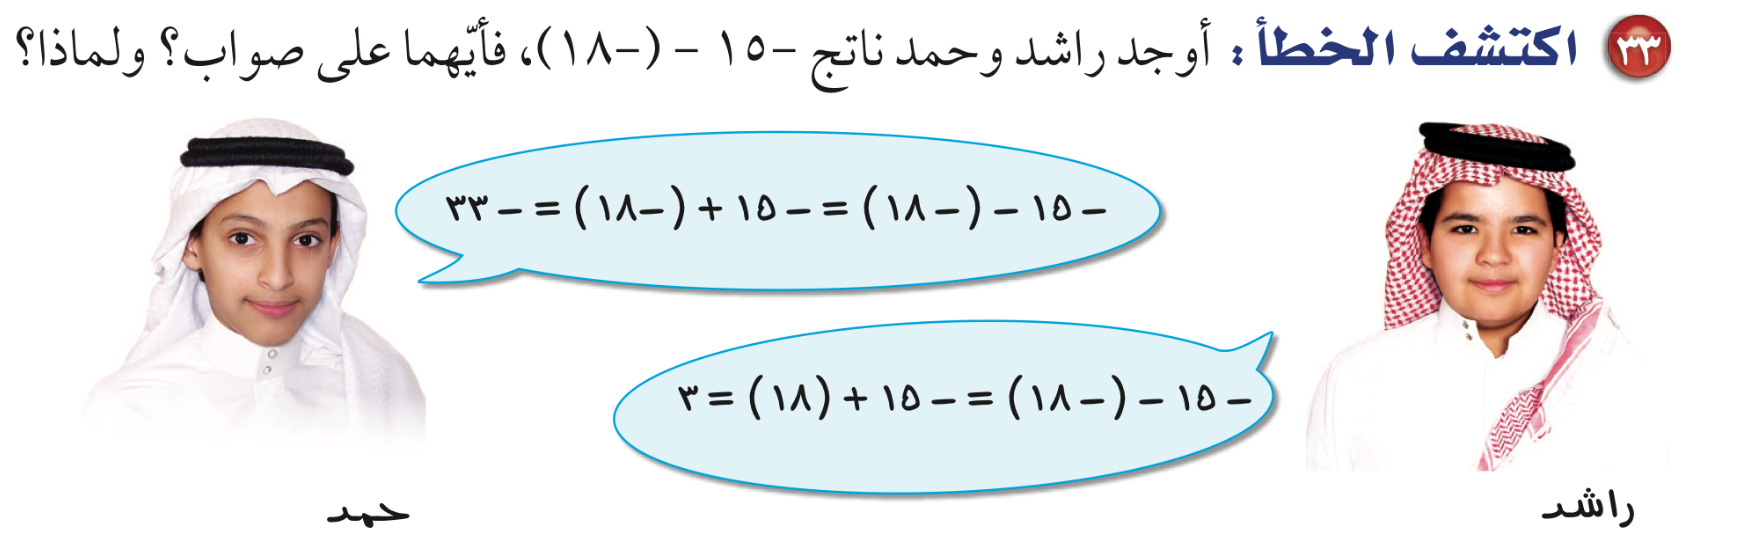 ٣٣ اكتشف الخطأ: أوجد راشد وحمد ناتج -١٥ - (-١٨)، فأيّهما على صواب؟ ولماذا؟
-١٥ - (-١٨) = -١٥ + (-١٨) = -٣٣
-١٥ - (-١٨) = -١٥ + (١٨) = ٣
راشد
حمد